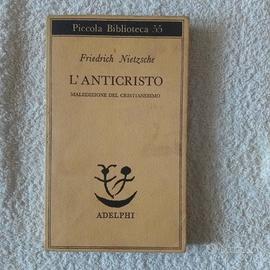 Piccola Biblioteca 55
Friedrich Nietzsche
L'ANTICRISTO
MALEDIZIONE DEL CRISTIANESIMO
ADELPHI